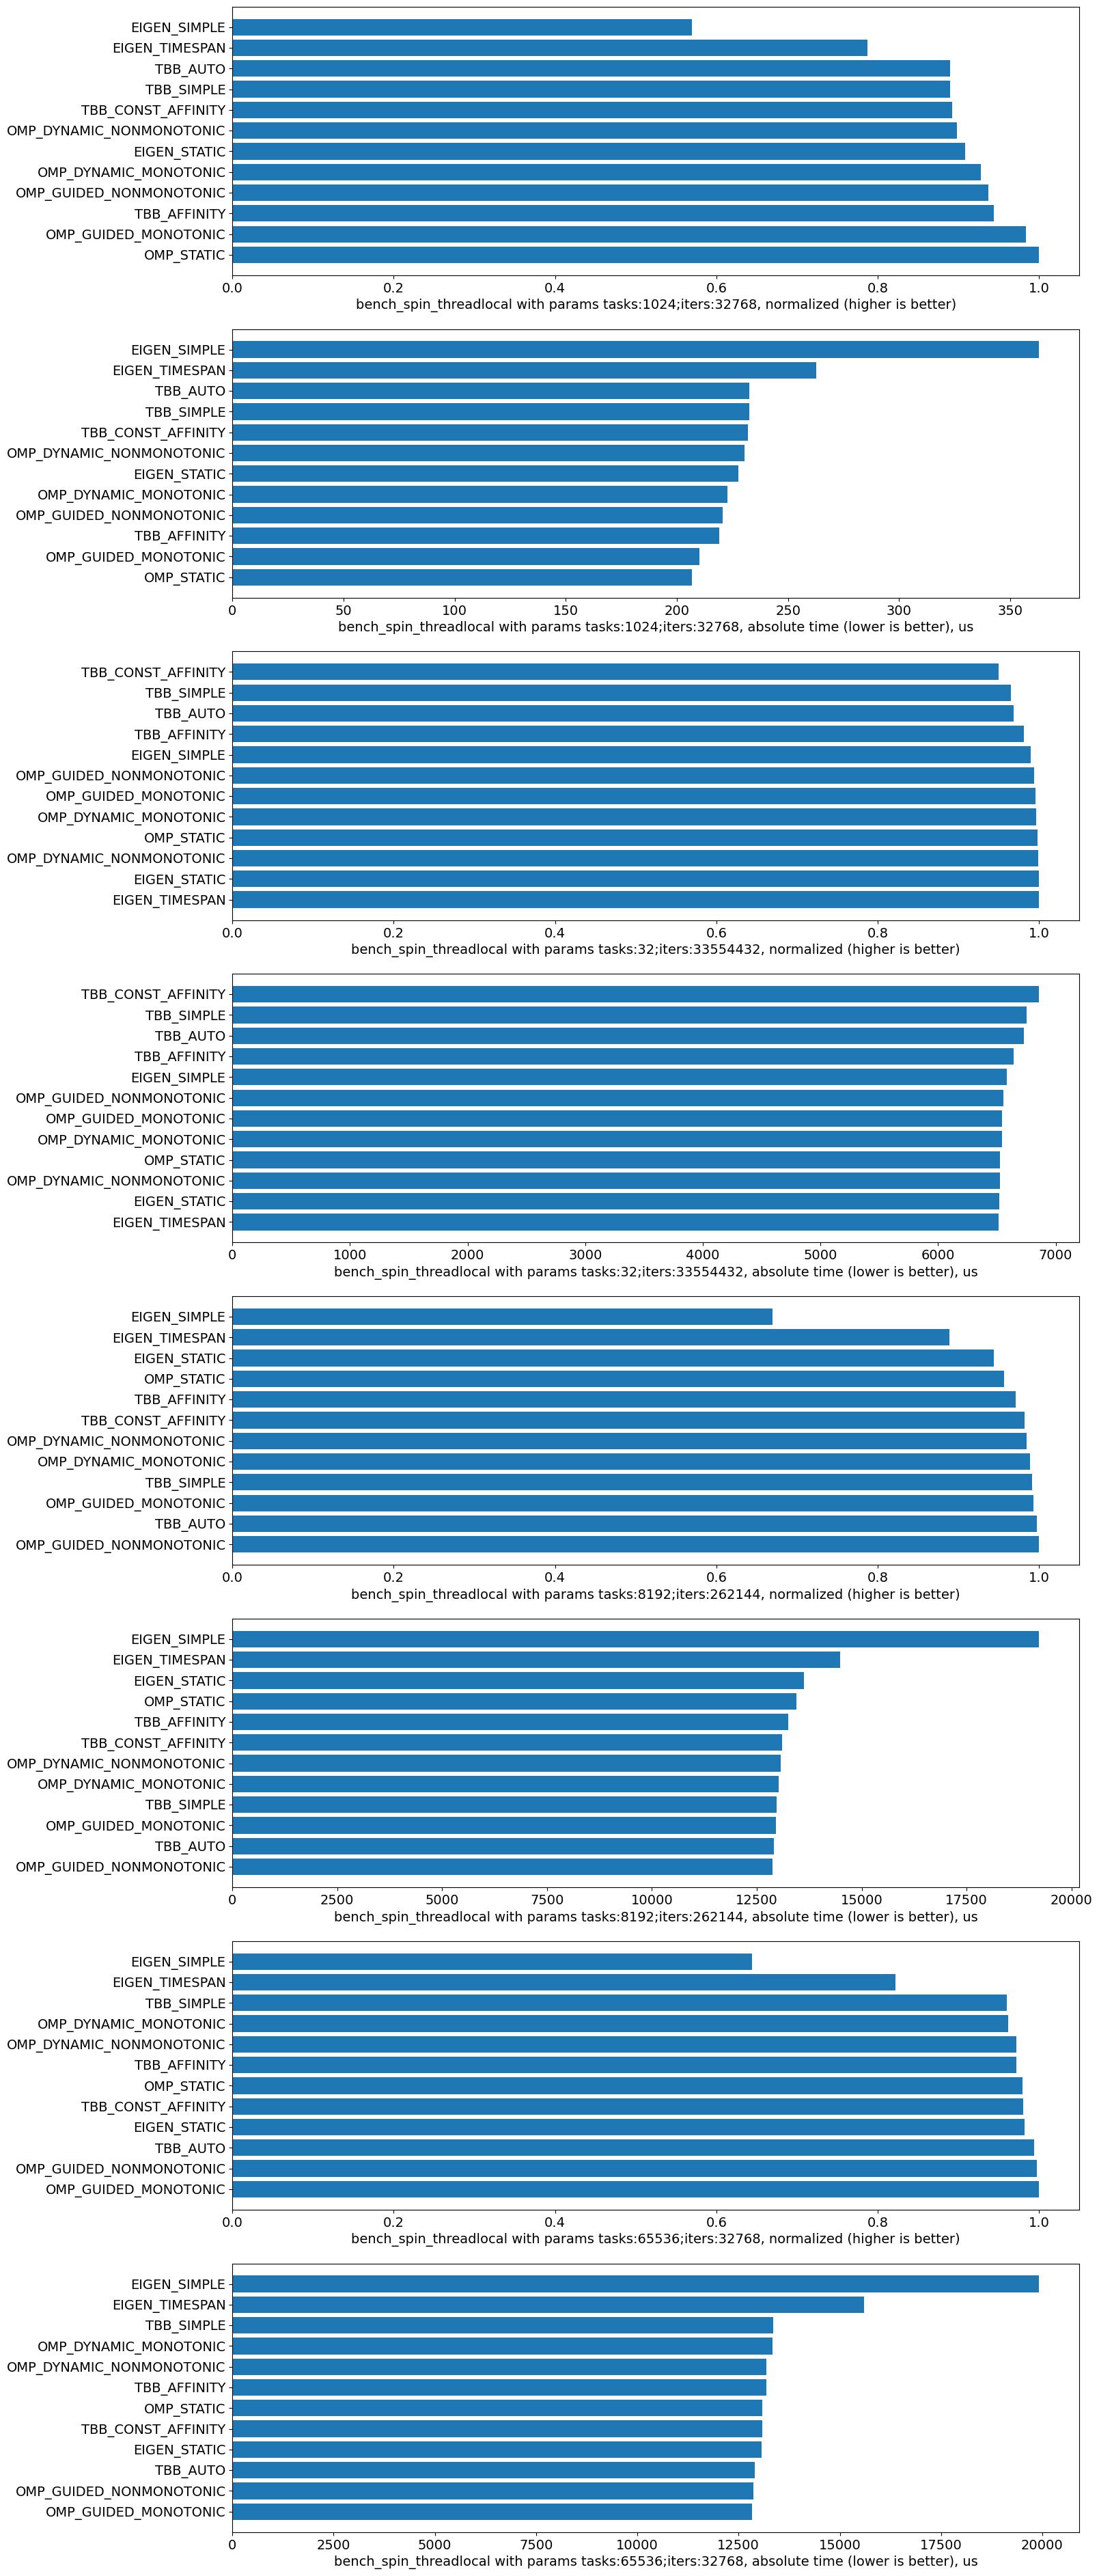 EIGEN_SIMPLE
EIGEN_TIMESPAN
TBB_AUTO
TBB_SIMPLE
TBB_CONST_AFFINITY
OMP_DYNAMIC_NONMONOTONIC
EIGEN_STATIC
OMP_DYNAMIC_MONOTONIC
OMP_GUIDED_NONMONOTONIC
TBB_AFFINITY
OMP_GUIDED_MONOTONIC
OMP_STATIC
0.0 0.2 0.4 0.6 0.8 1.0
bench_spin_threadlocal with params tasks:1024;iters:32768, normalized (higher is better)
EIGEN_SIMPLE
EIGEN_TIMESPAN
TBB_AUTO
TBB_SIMPLE
TBB_CONST_AFFINITY
OMP_DYNAMIC_NONMONOTONIC
EIGEN_STATIC
OMP_DYNAMIC_MONOTONIC
OMP_GUIDED_NONMONOTONIC
TBB_AFFINITY
OMP_GUIDED_MONOTONIC
OMP_STATIC
0 50 100 150 200 250 300 350
bench_spin_threadlocal with params tasks:1024;iters:32768, absolute time (lower is better), us
TBB_CONST_AFFINITY
TBB_SIMPLE
TBB_AUTO
TBB_AFFINITY
EIGEN_SIMPLE
OMP_GUIDED_NONMONOTONIC
OMP_GUIDED_MONOTONIC
OMP_DYNAMIC_MONOTONIC
OMP_STATIC
OMP_DYNAMIC_NONMONOTONIC
EIGEN_STATIC
EIGEN_TIMESPAN
0.0 0.2 0.4 0.6 0.8 1.0
bench_spin_threadlocal with params tasks:32;iters:33554432, normalized (higher is better)
TBB_CONST_AFFINITY
TBB_SIMPLE
TBB_AUTO
TBB_AFFINITY
EIGEN_SIMPLE
OMP_GUIDED_NONMONOTONIC
OMP_GUIDED_MONOTONIC
OMP_DYNAMIC_MONOTONIC
OMP_STATIC
OMP_DYNAMIC_NONMONOTONIC
EIGEN_STATIC
EIGEN_TIMESPAN
0 1000 2000 3000 4000 5000 6000 7000
bench_spin_threadlocal with params tasks:32;iters:33554432, absolute time (lower is better), us
EIGEN_SIMPLE
EIGEN_TIMESPAN
EIGEN_STATIC
OMP_STATIC
TBB_AFFINITY
TBB_CONST_AFFINITY
OMP_DYNAMIC_NONMONOTONIC
OMP_DYNAMIC_MONOTONIC
TBB_SIMPLE
OMP_GUIDED_MONOTONIC
TBB_AUTO
OMP_GUIDED_NONMONOTONIC
0.0 0.2 0.4 0.6 0.8 1.0
bench_spin_threadlocal with params tasks:8192;iters:262144, normalized (higher is better)
EIGEN_SIMPLE
EIGEN_TIMESPAN
EIGEN_STATIC
OMP_STATIC
TBB_AFFINITY
TBB_CONST_AFFINITY
OMP_DYNAMIC_NONMONOTONIC
OMP_DYNAMIC_MONOTONIC
TBB_SIMPLE
OMP_GUIDED_MONOTONIC
TBB_AUTO
OMP_GUIDED_NONMONOTONIC
0 2500 5000 7500 10000 12500 15000 17500 20000
bench_spin_threadlocal with params tasks:8192;iters:262144, absolute time (lower is better), us
EIGEN_SIMPLE
EIGEN_TIMESPAN
TBB_SIMPLE
OMP_DYNAMIC_MONOTONIC
OMP_DYNAMIC_NONMONOTONIC
TBB_AFFINITY
OMP_STATIC
TBB_CONST_AFFINITY
EIGEN_STATIC
TBB_AUTO
OMP_GUIDED_NONMONOTONIC
OMP_GUIDED_MONOTONIC
0.0 0.2 0.4 0.6 0.8 1.0
bench_spin_threadlocal with params tasks:65536;iters:32768, normalized (higher is better)
EIGEN_SIMPLE
EIGEN_TIMESPAN
TBB_SIMPLE
OMP_DYNAMIC_MONOTONIC
OMP_DYNAMIC_NONMONOTONIC
TBB_AFFINITY
OMP_STATIC
TBB_CONST_AFFINITY
EIGEN_STATIC
TBB_AUTO
OMP_GUIDED_NONMONOTONIC
OMP_GUIDED_MONOTONIC
0 2500 5000 7500 10000 12500 15000 17500 20000
bench_spin_threadlocal with params tasks:65536;iters:32768, absolute time (lower is better), us